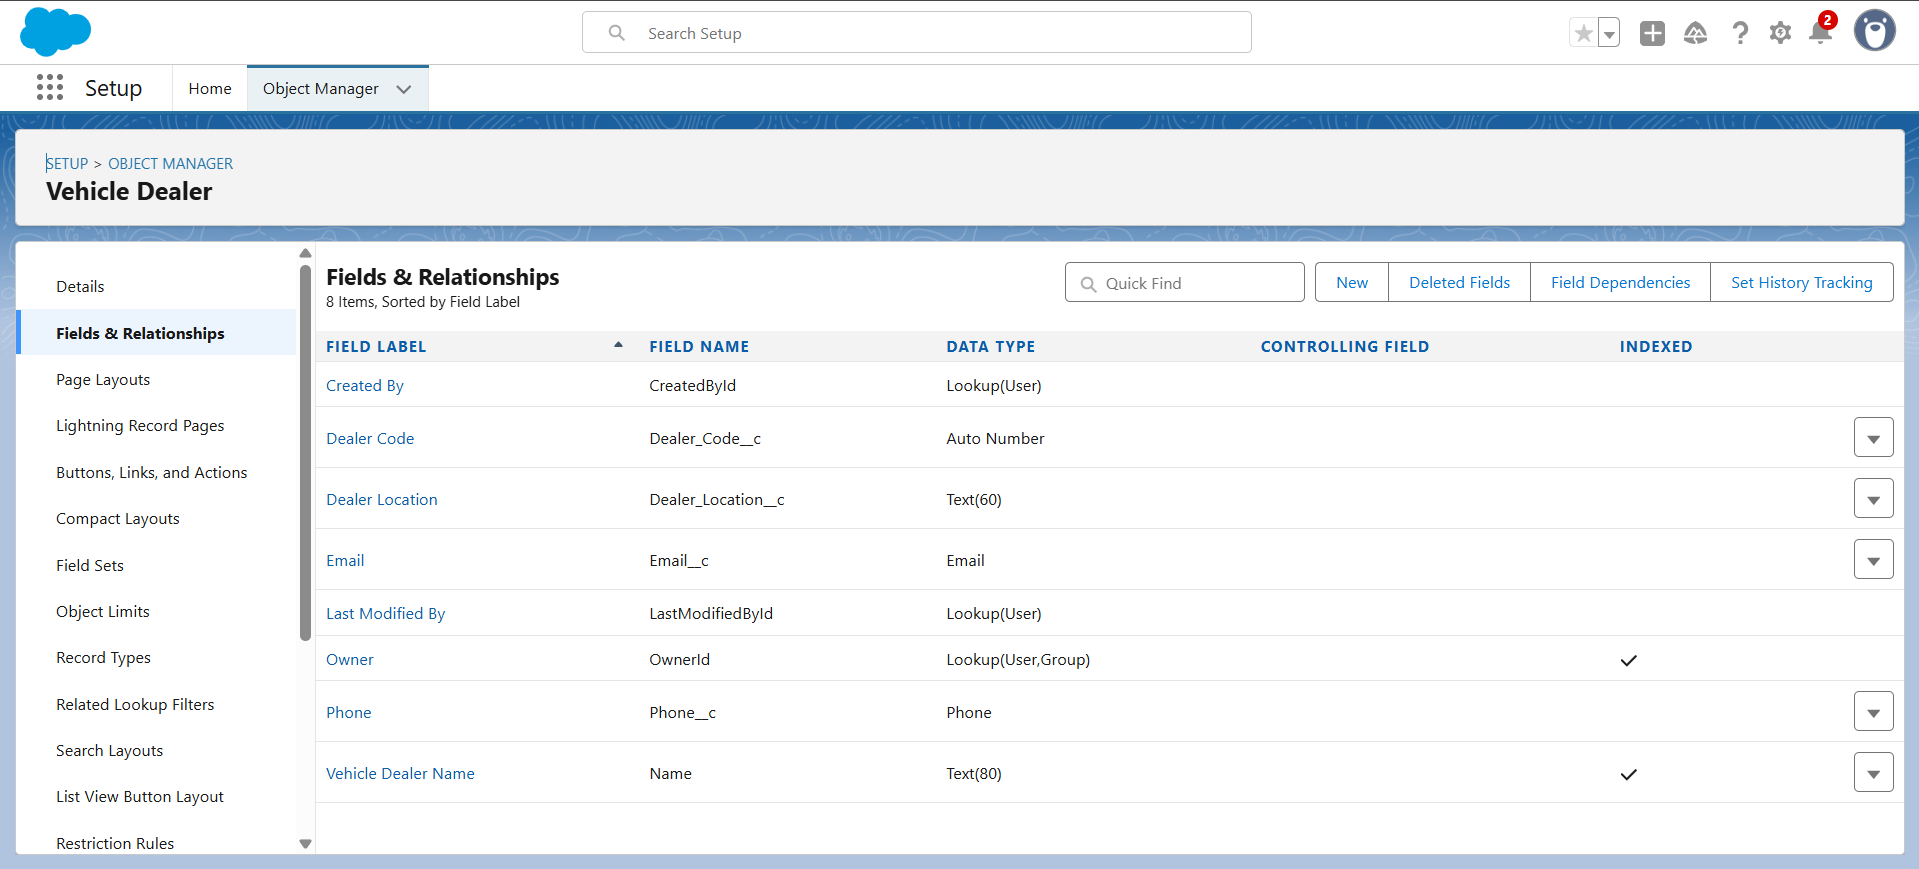 Search Setup
2
Setup
Home
Object Manager
SETUP > OBJECT MANAGER
Vehicle Dealer
Details
Fields & Relationships
Page Layouts
Lightning Record Pages
Buttons, Links, and Actions
Compact Layouts
Field Sets
Object Limits
Record Types
Related Lookup Filters
Search Layouts
List View Button Layout
Restriction Rules
Fields & Relationships
8 Items, Sorted by Field Label
Quick Find
New
Deleted Fields
Field Dependencies
Set History Tracking
FIELD LABEL FIELD NAME DATA TYPE CONTROLLING FIELD INDEXED
Created By CreatedById Lookup(User)
Dealer Code Dealer_Code__c Auto Number
Dealer Location Dealer_Location__c Text(60)
Email Email__c Email
Last Modified By LastModifiedById Lookup(User)
Owner OwnerId Lookup(User,Group)
Phone Phone__c Phone
Vehicle Dealer Name Name Text(80)